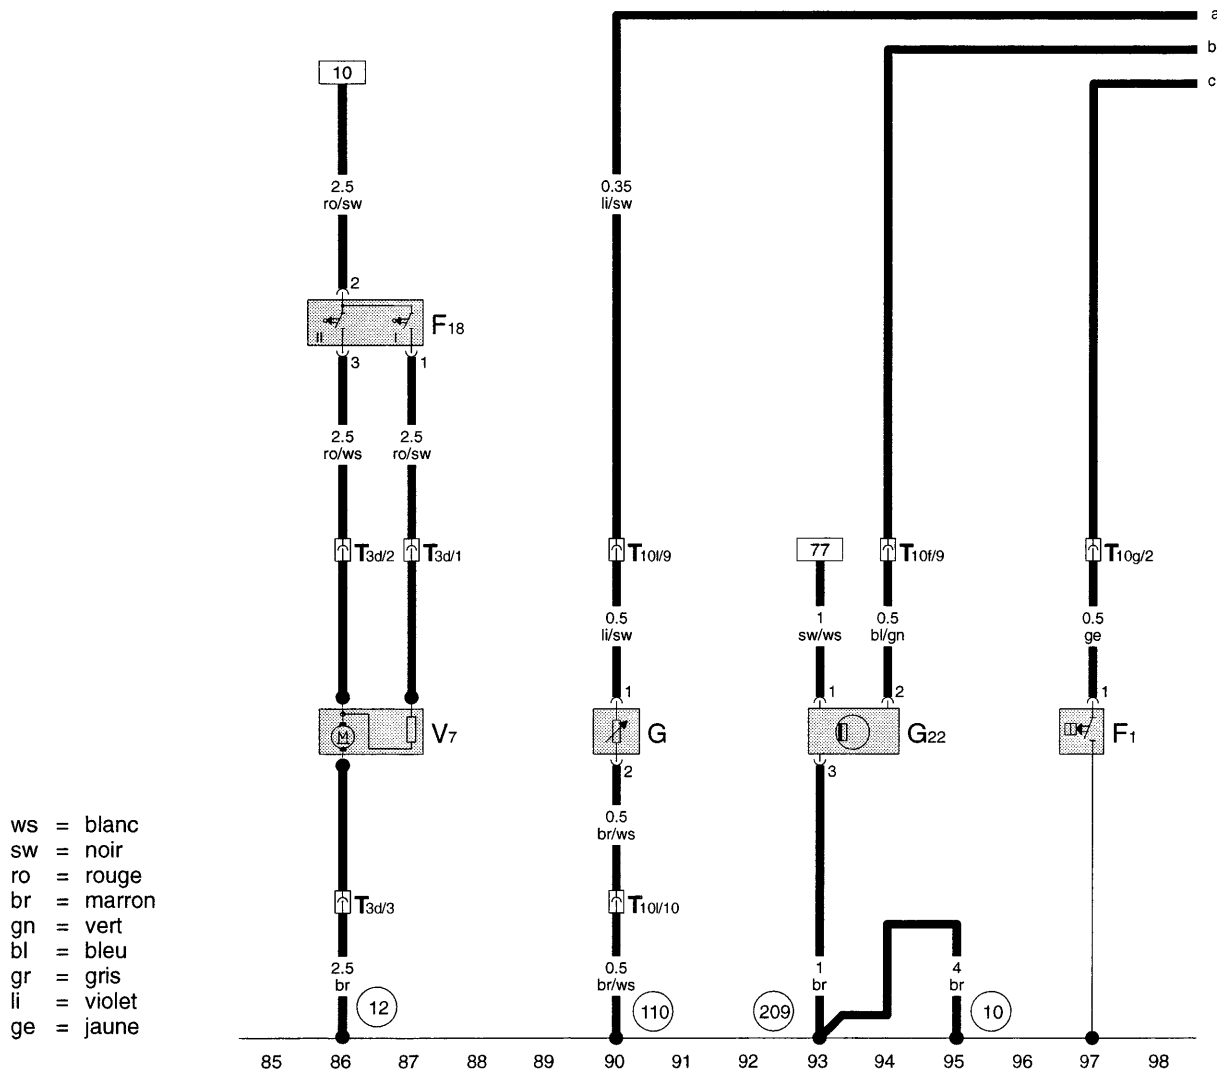 a
b
c
10
2.5
ro/sw
0.35
li/sw
2
F18
II
I
3
1
2.5
ro/ws
2.5
ro/sw
T3d/2
T3d/1
T10l/9
77
T10f/9
T10g/2
0.5
li/sw
1
sw/ws
0.5
bl/gn
0.5
ge
1
1
2
1
M
V7
G
G22
F1
2
3
0.5
br/ws
ws = blanc
sw = noir
ro = rouge
br = marron
gn = vert
bl = bleu
gr = gris
li = violet
ge = jaune
T3d/3
T10l/10
2.5
br
0.5
br/ws
1
br
4
br
12
110
209
10
85 86 87 88 89 90 91 92 93 94 95 96 97 98